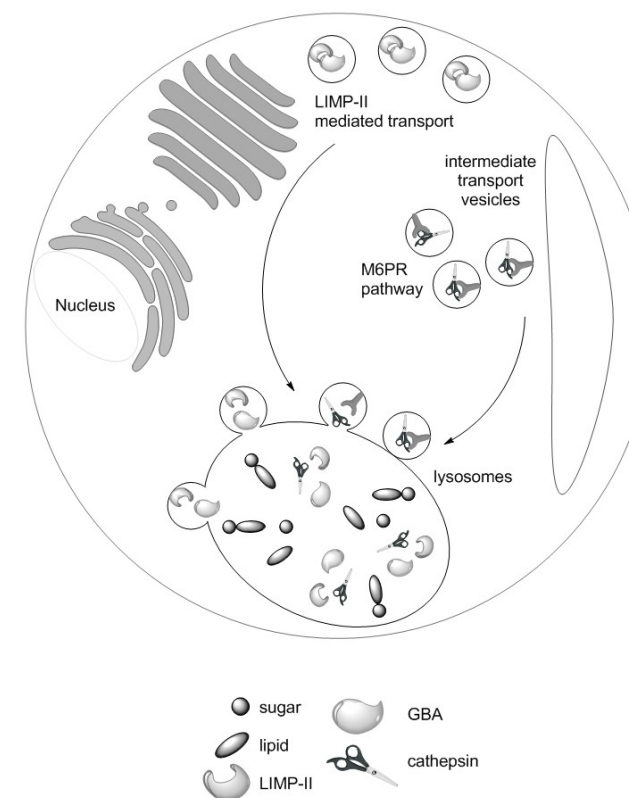 LIMP-II
mediated transport
intermediate
transport
vesicles
M6PR
pathway
Nucleus
lysosomes
sugar
GBA
lipid
cathepsin
LIMP-II